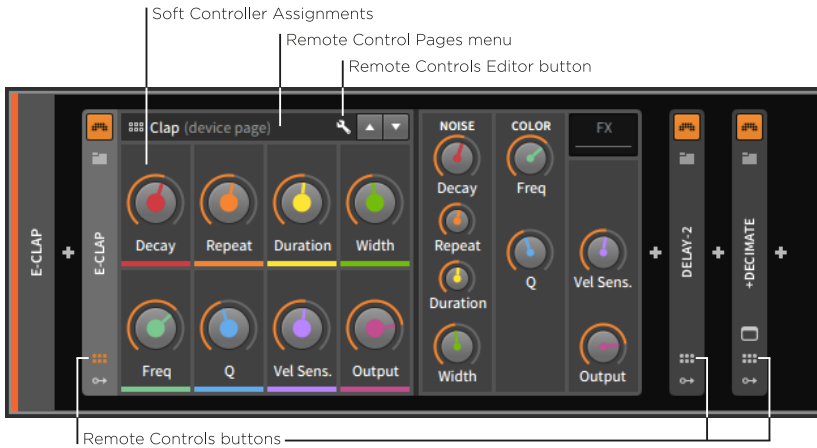 Soft Controller Assignments
Remote Control Pages menu
Remote Controls Editor button
E-CLAP
E-CLAP
Clap (device page)
Decay Repeat Duration Width
Freq Q Vel Sens. Output
NOISE
Decay
Repeat
Duration
Width
COLOR
Freq
Q
FX
Vel Sens.
Output
DELAY-2
+DECIMATE
Remote Controls buttons